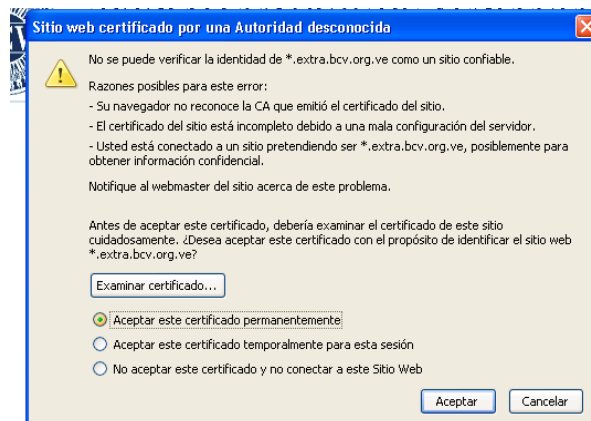 Sitio web certificado por una Autoridad desconocida
No se puede verificar la identidad de *.extra.bcv.org.ve como un sitio confiable.
Razones posibles para este error:
- Su navegador no reconoce la CA que emitió el certificado del sitio.
- El certificado del sitio está incompleto debido a una mala configuración del servidor.
- Usted está conectado a un sitio pretendiendo ser *.extra.bcv.org.ve, posiblemente para
obtener información confidencial.
Notifique al webmaster del sitio acerca de este problema.
Antes de aceptar este certificado, debería examinar el certificado de este sitio
cuidadosamente. ¿Desea aceptar este certificado con el propósito de identificar el sitio web
*.extra.bcv.org.ve?
Examinar certificado...
Aceptar este certificado permanentemente
Aceptar este certificado temporalmente para esta sesión
No aceptar este certificado y no conectar a este Sitio Web
Aceptar Cancelar